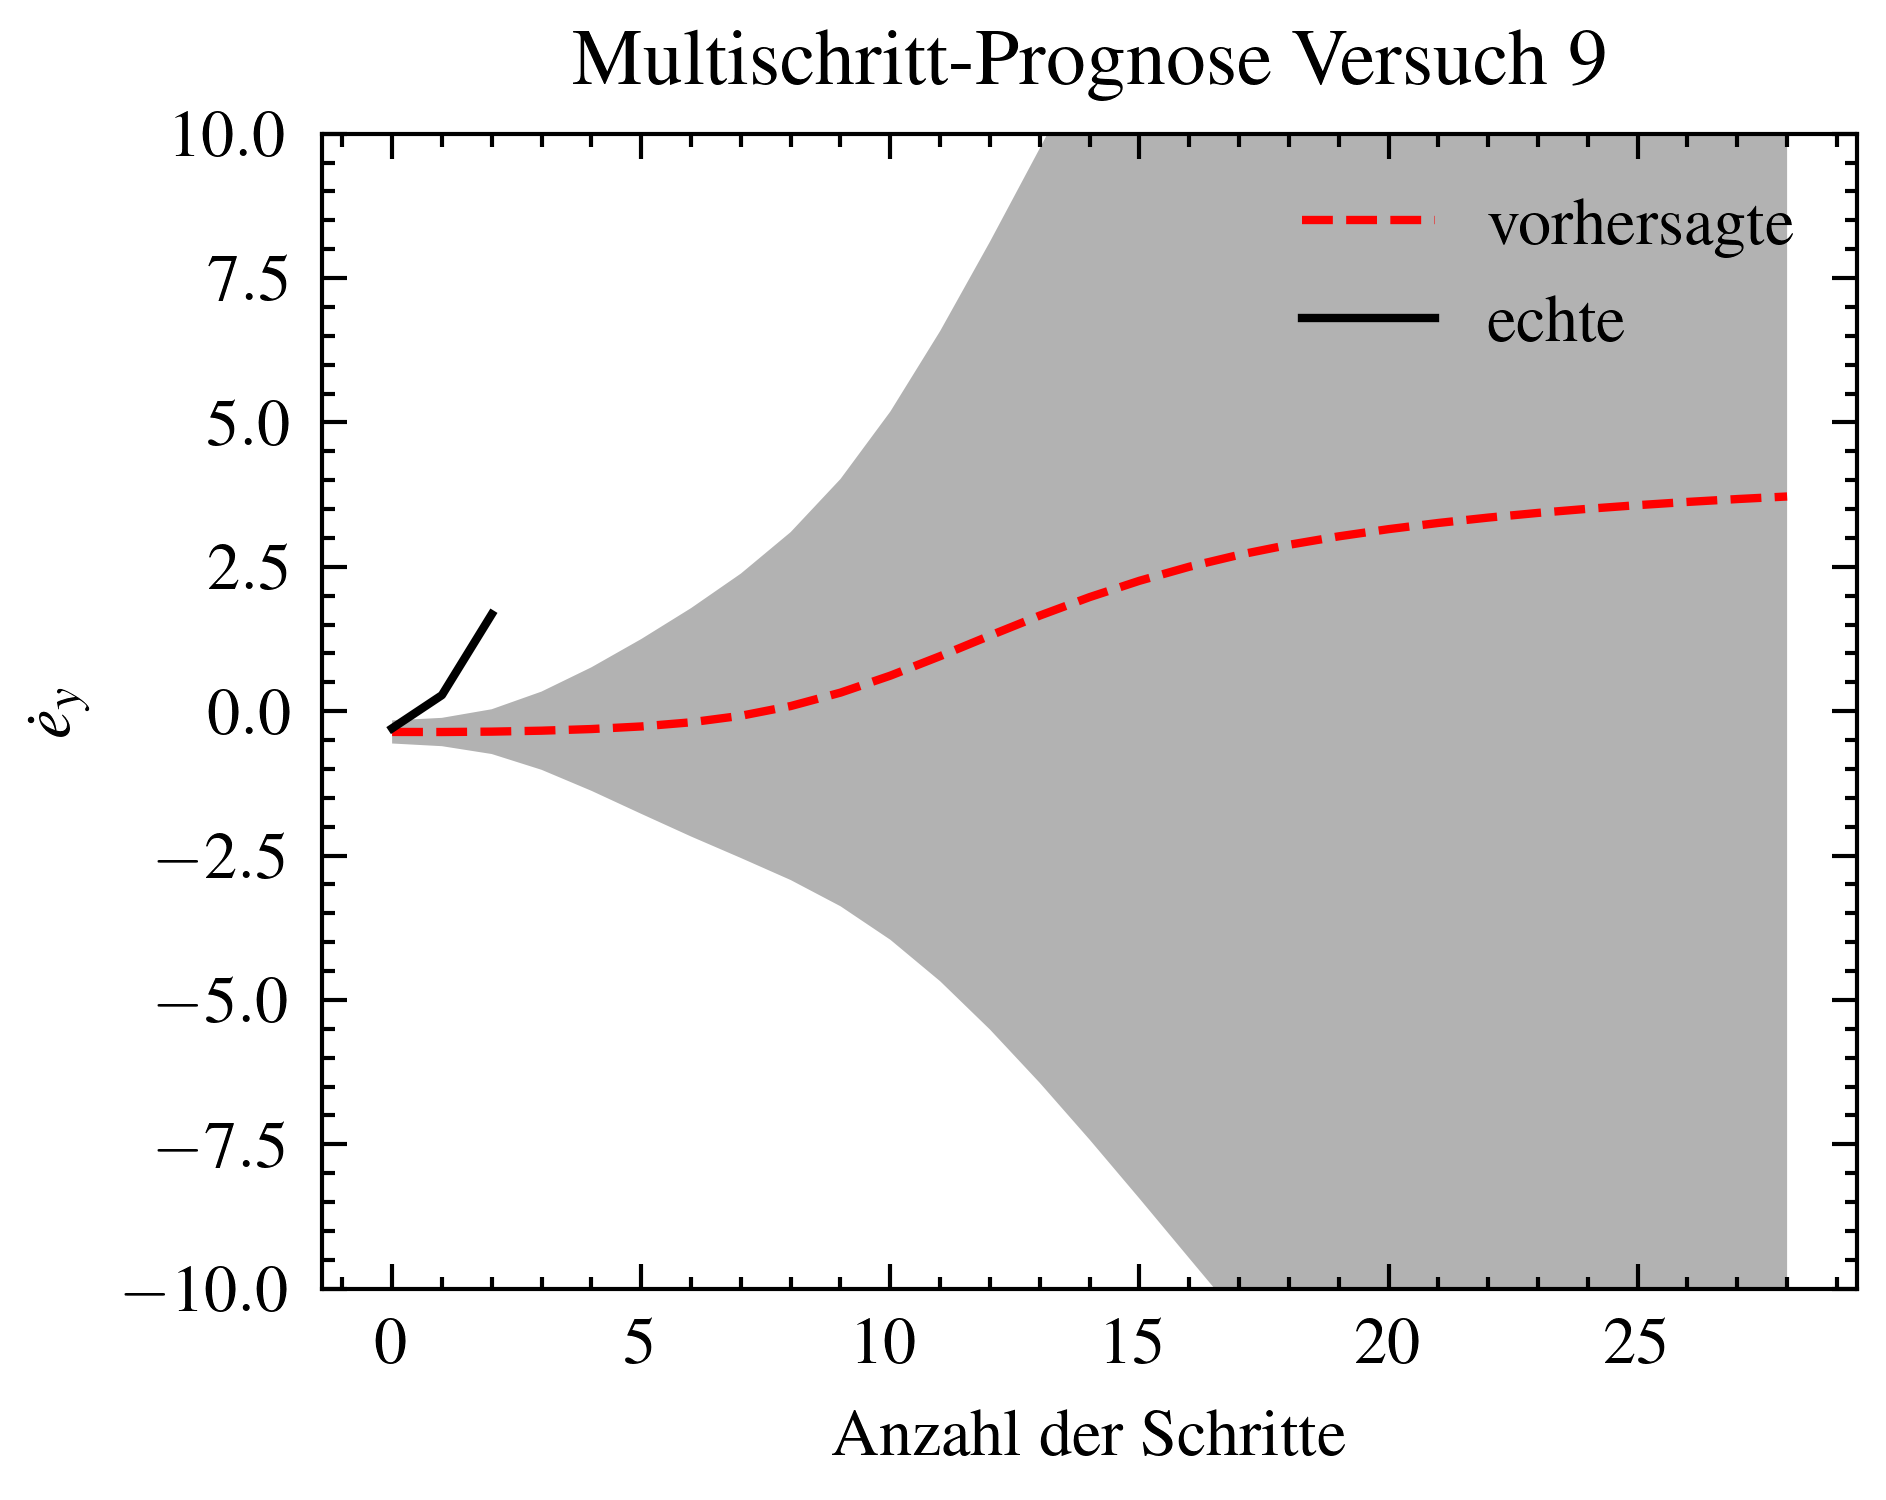 Multischritt-Prognose Versuch 9
10.0
7.5
5.0
2.5
0.0
−2.5
−5.0
−7.5
−10.0
ė_y
vorhersagte
echte
0 5 10 15 20 25
Anzahl der Schritte